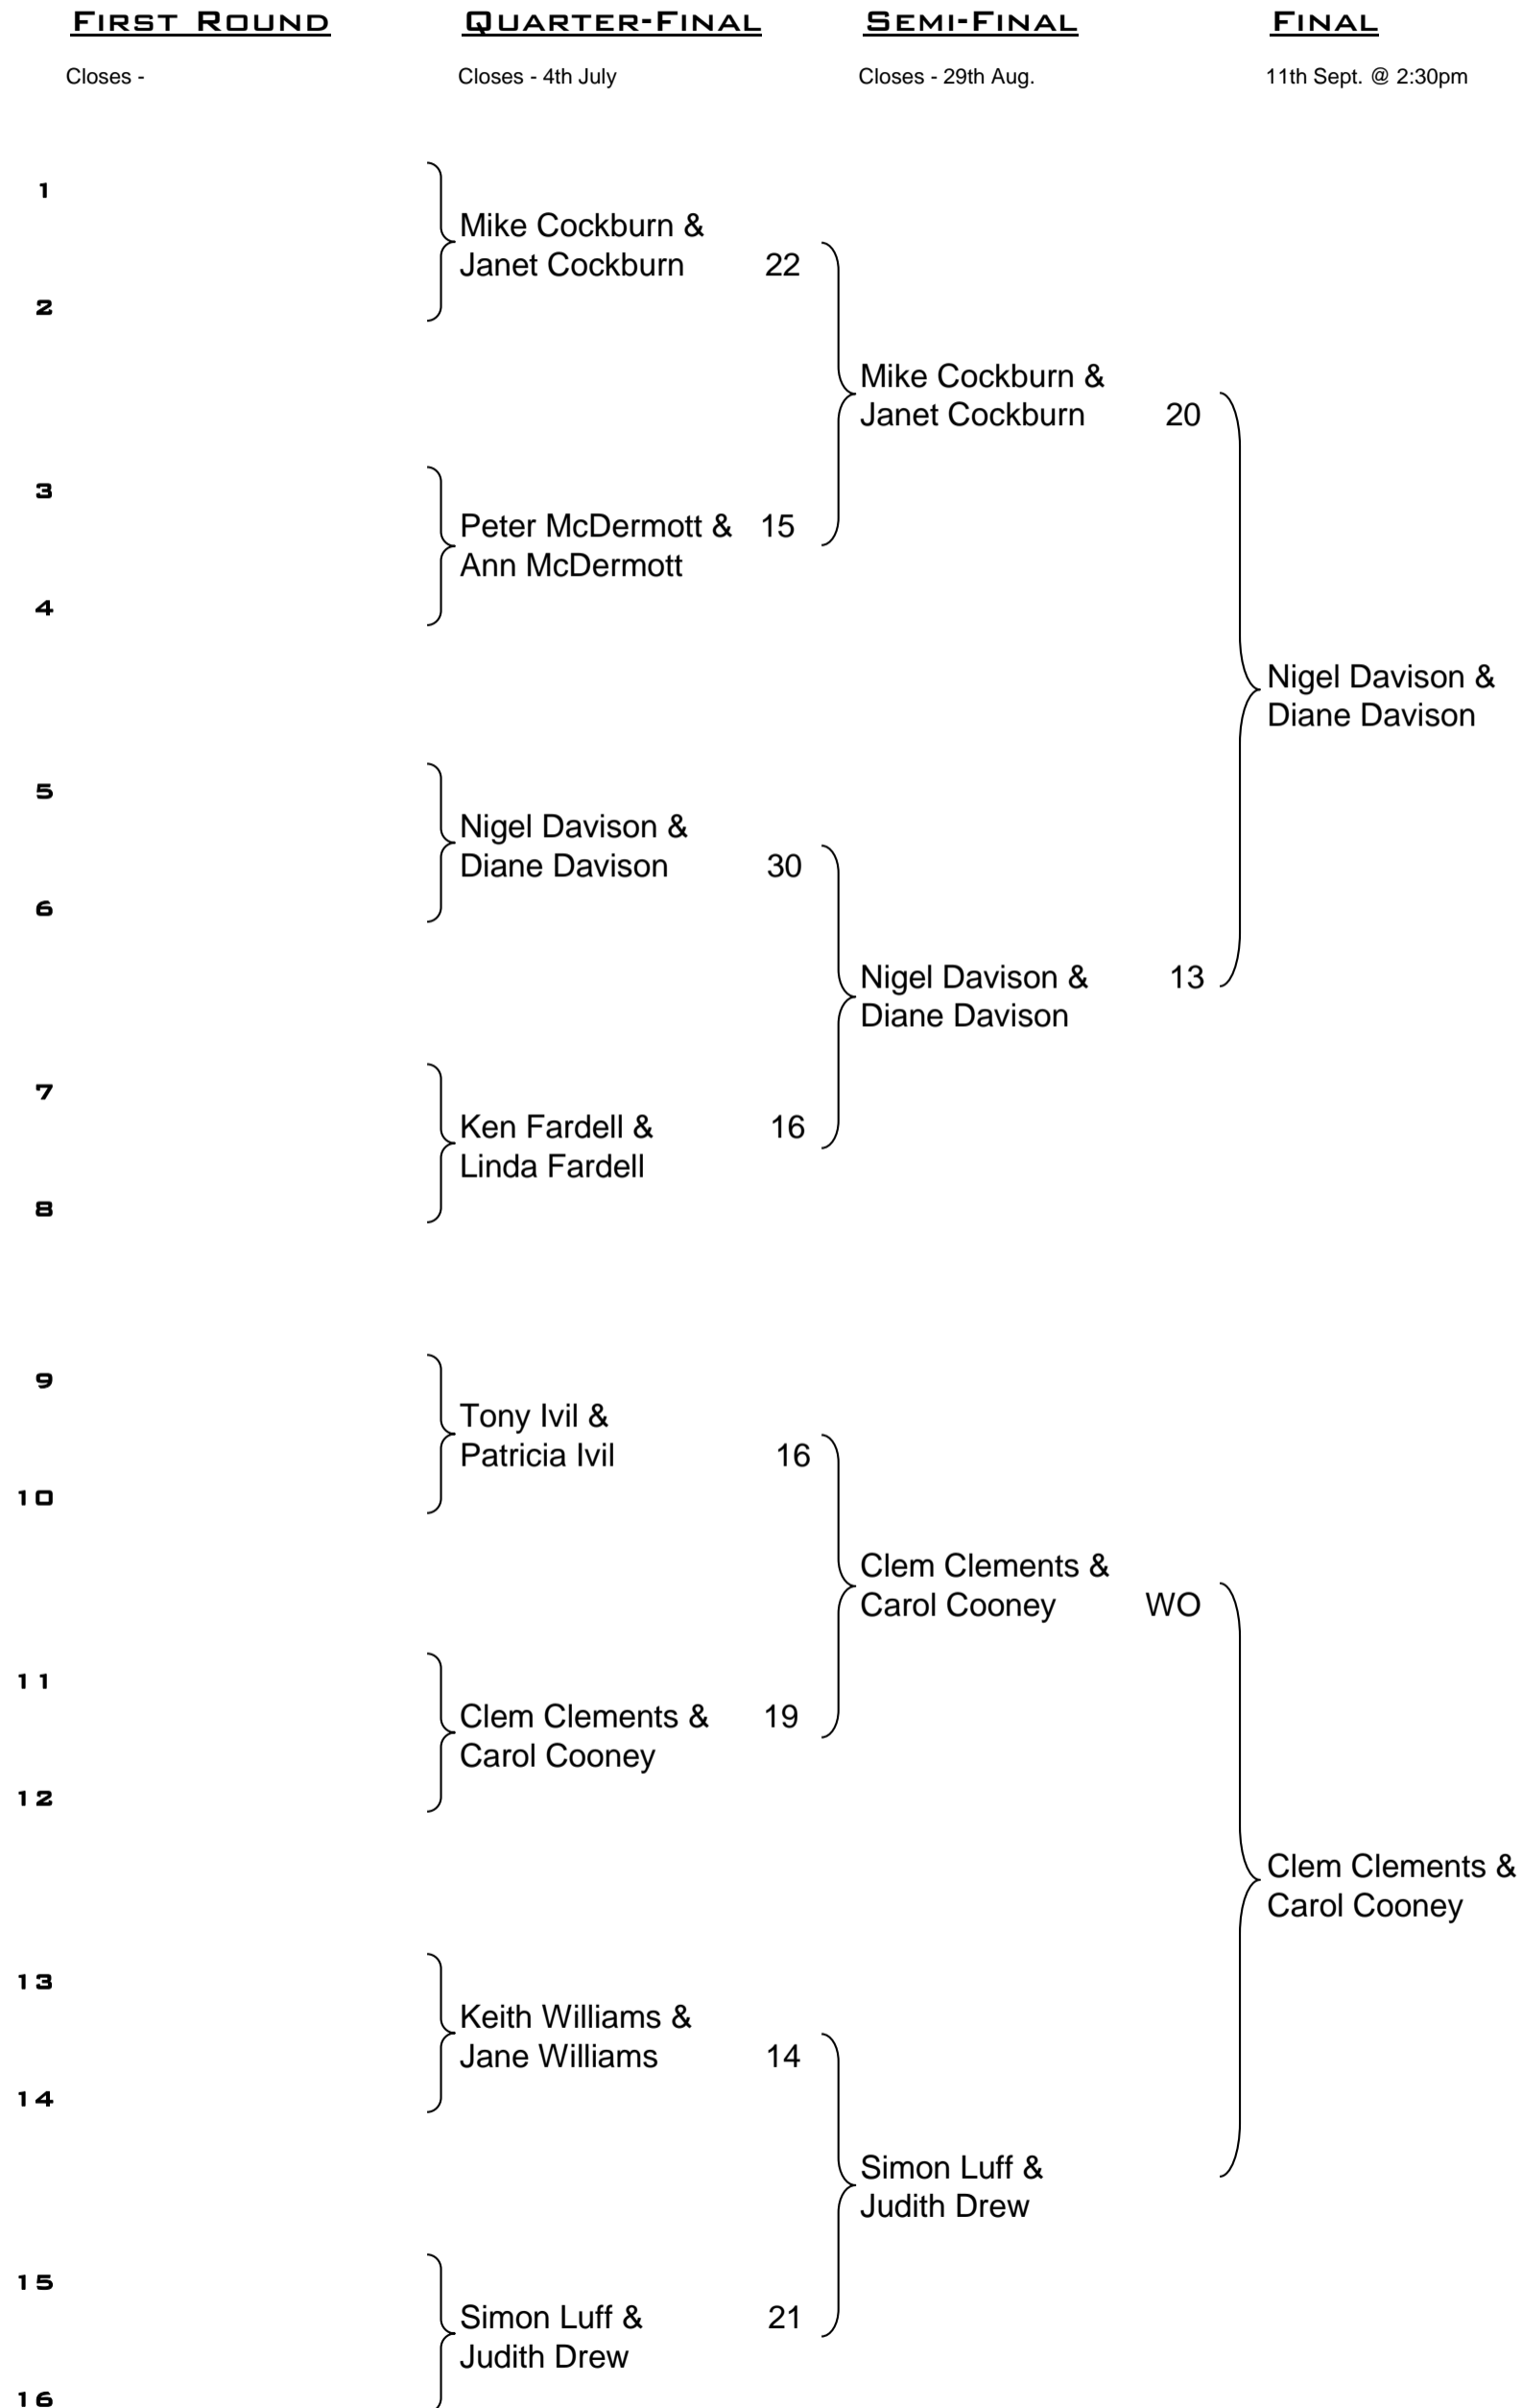 First Round Quarter-Final Semi-Final Final
Closes - Closes - 4th July Closes - 29th Aug. 11th Sept. @ 2:30pm
1
Mike Cockburn &
Janet Cockburn 22
2
Mike Cockburn &
Janet Cockburn 20
3
Peter McDermott & 15
Ann McDermott
4
Nigel Davison &
Diane Davison
5
Nigel Davison &
Diane Davison 30
6
Nigel Davison & 13
Diane Davison
7
Ken Fardell & 16
Linda Fardell
8
9
Tony Ivil &
Patricia Ivil 16
10
Clem Clements &
Carol Cooney WO
11
Clem Clements & 19
Carol Cooney
12
Clem Clements &
Carol Cooney
13
Keith Williams &
Jane Williams 14
14
Simon Luff &
Judith Drew
15
Simon Luff & 21
Judith Drew
16